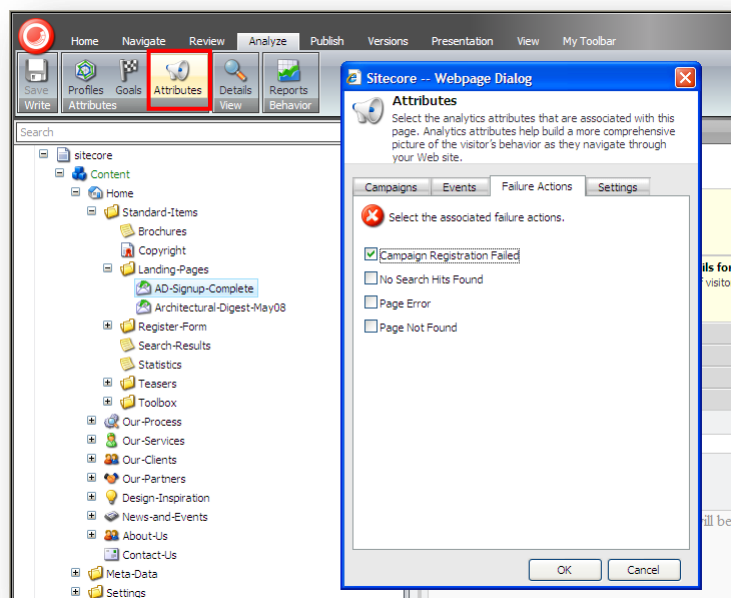 Home Navigate Review Analyze Publish Versions Presentation View My Toolbar
Save Profiles Goals Attributes Details Reports
Write Attributes View Behavior
Search
sitecore
Content
Home
Standard-Items
Brochures
Copyright
Landing-Pages
AD-Signup-Complete
Architectural-Digest-May08
Register-Form
Search-Results
Statistics
Teasers
Toolbox
Our-Process
Our-Services
Our-Clients
Our-Partners
Design-Inspiration
News-and-Events
About-Us
Contact-Us
Meta-Data
Settings
Sitecore -- Webpage Dialog
Attributes
Select the analytics attributes that are associated with this
page. Analytics attributes help build a more comprehensive
picture of the visitor's behavior as they navigate through
your Web site.
Campaigns Events Failure Actions Settings
Select the associated failure actions.
Campaign Registration Failed
No Search Hits Found
Page Error
Page Not Found
OK Cancel
ils for
visito
ill be